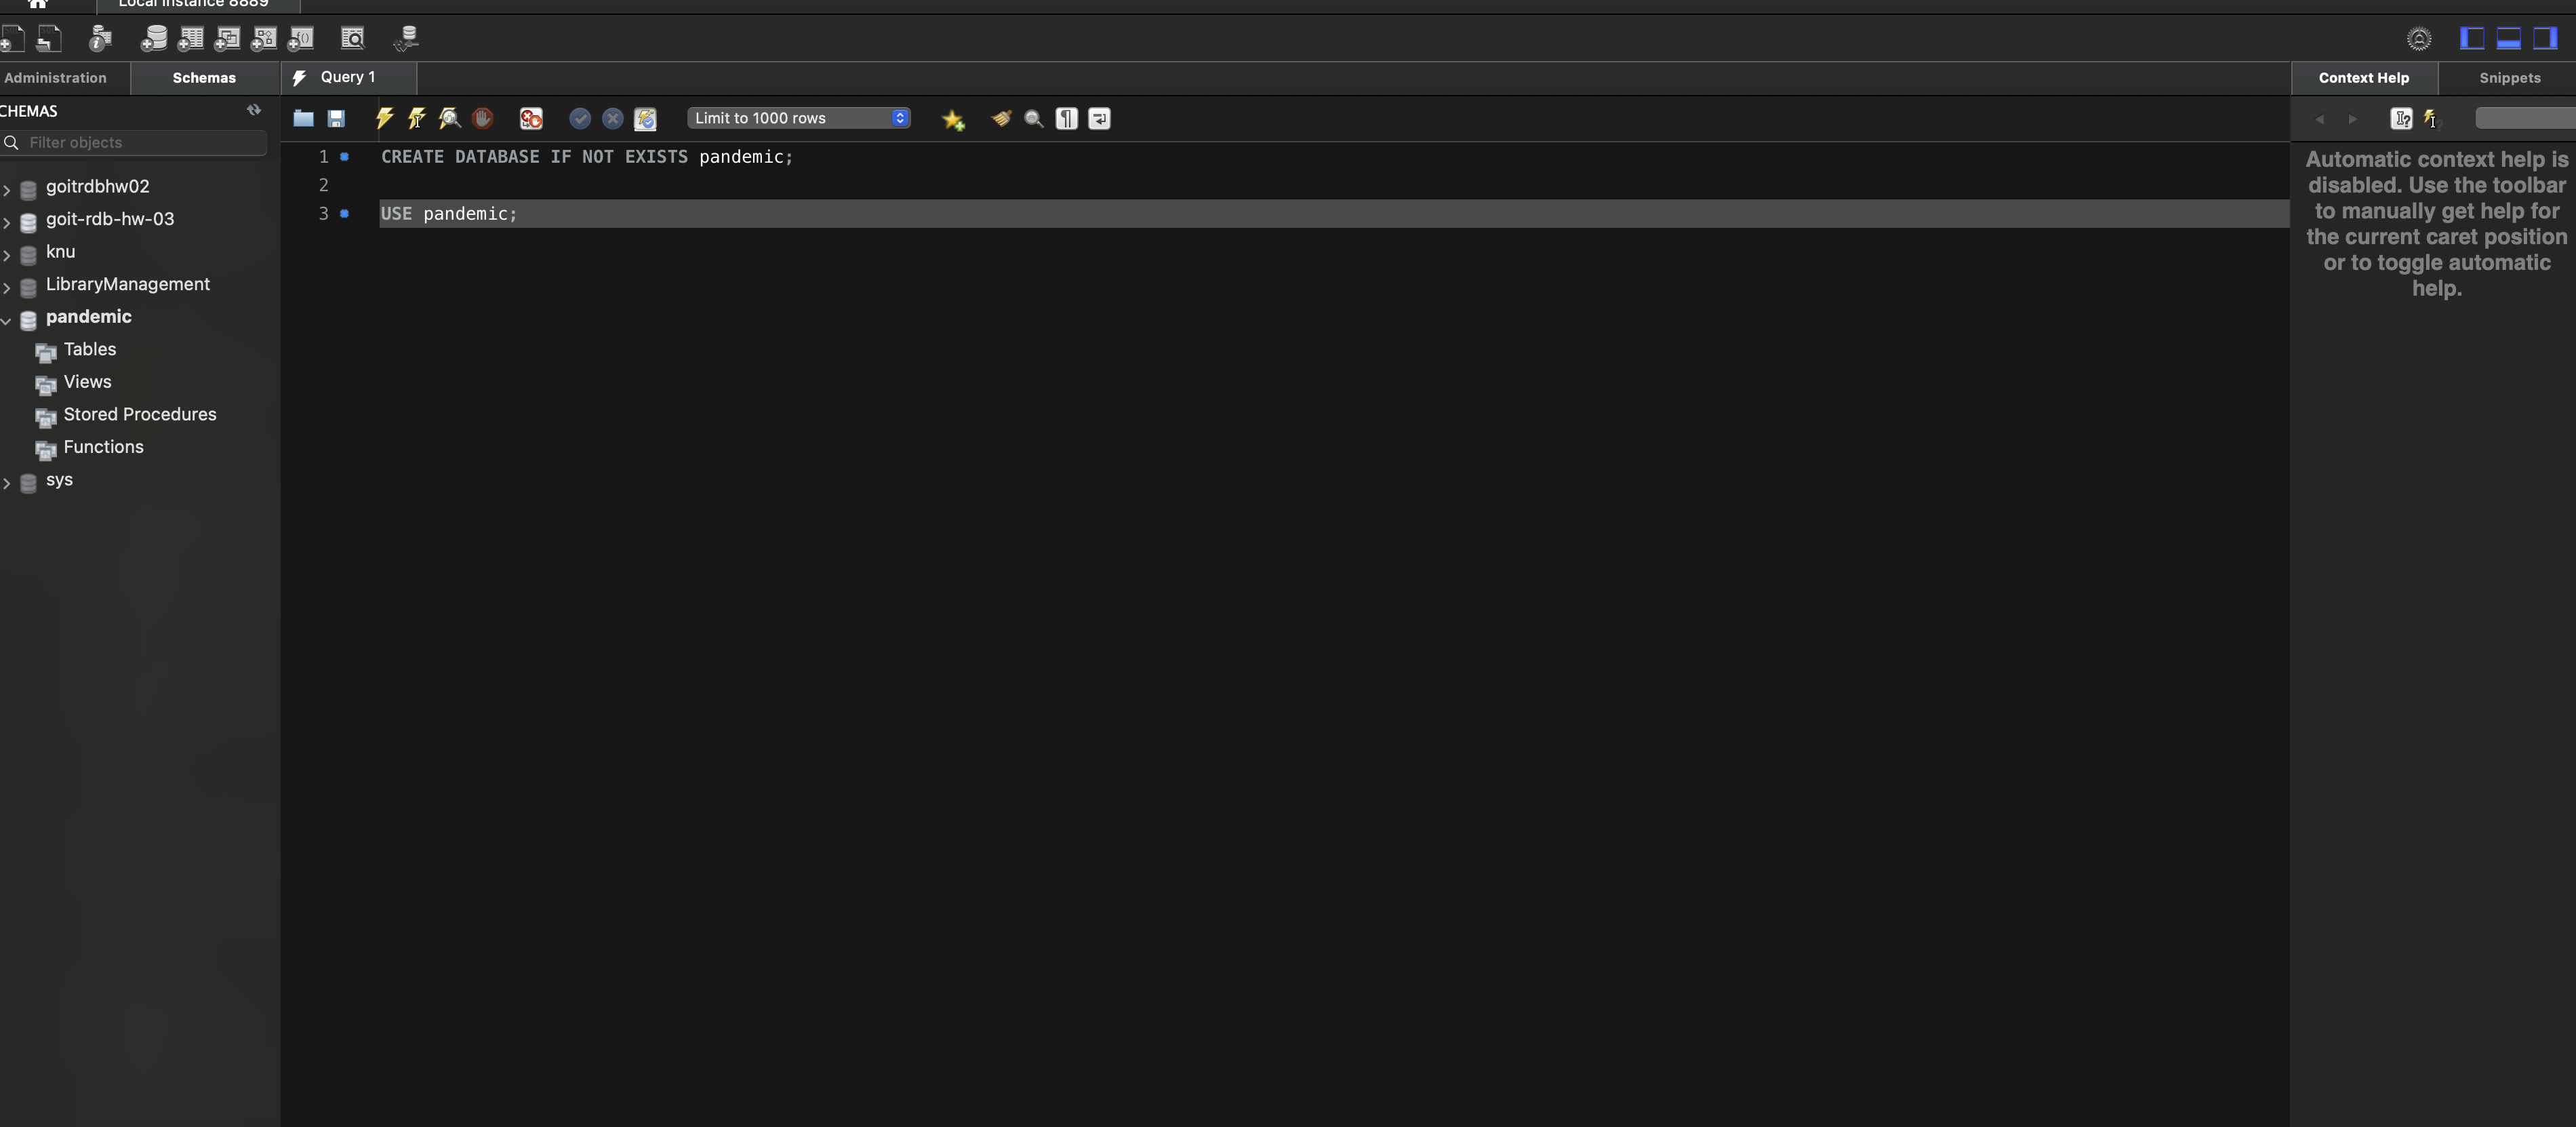 Local instance 8889
Administration
Schemas
Query 1
Context Help
Snippets
CHEMAS
Filter objects
Limit to 1000 rows
goitrdbhw02
goit-rdb-hw-03
knu
LibraryManagement
pandemic
Tables
Views
Stored Procedures
Functions
sys
1 CREATE DATABASE IF NOT EXISTS pandemic;
2
3 USE pandemic;
Automatic context help is
disabled. Use the toolbar
to manually get help for
the current caret position
or to toggle automatic
help.